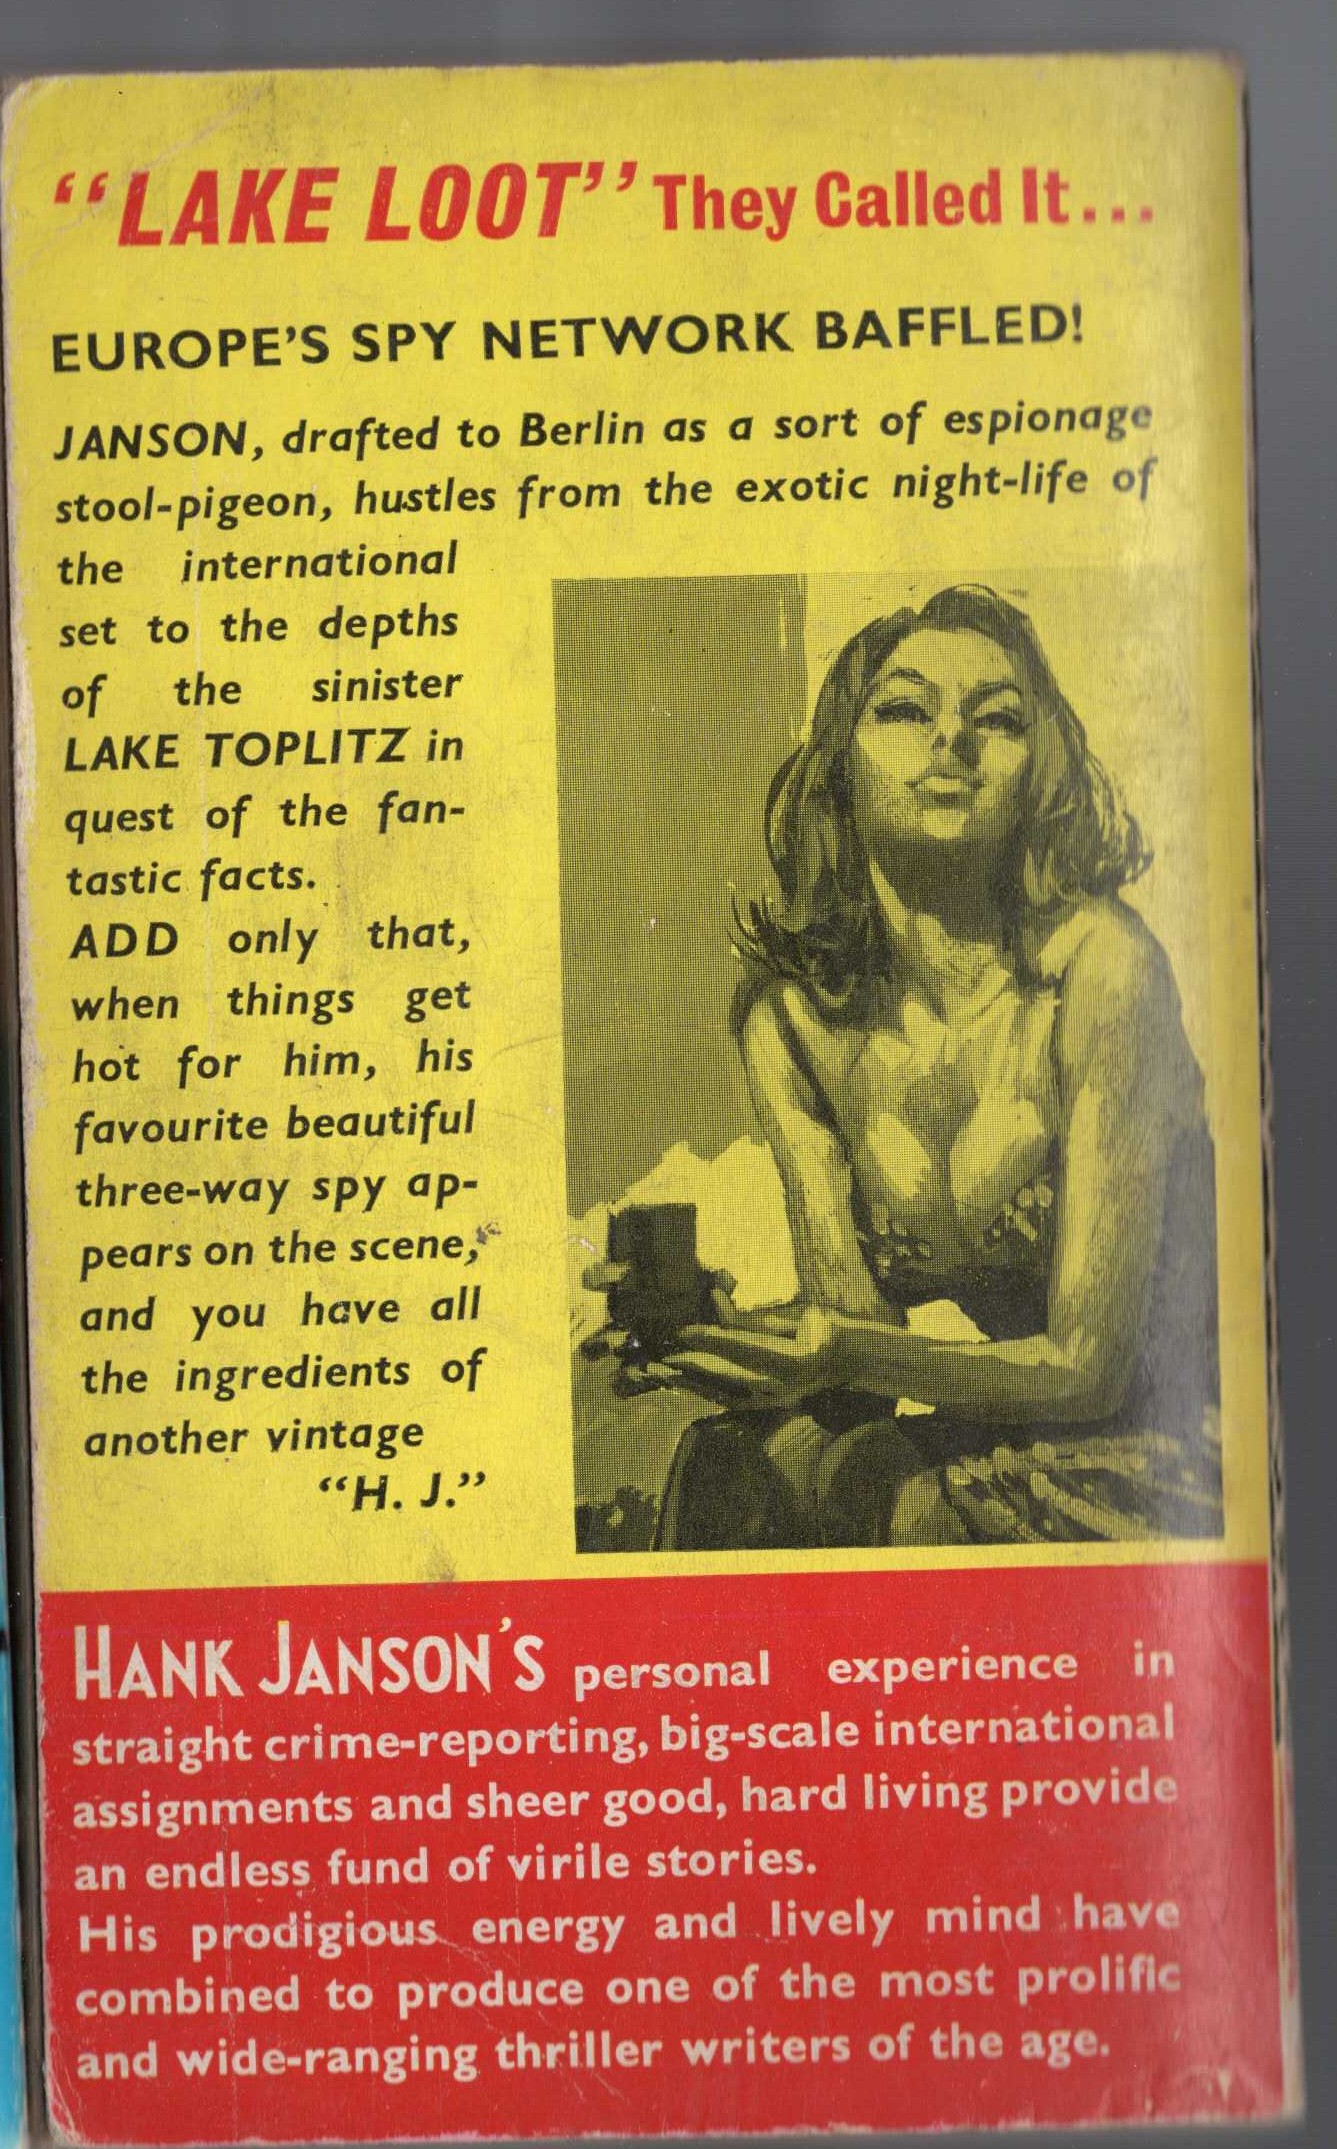 “LAKE LOOT” They Called It...
EUROPE'S SPY NETWORK BAFFLED!
JANSON, drafted to Berlin as a sort of espionage
stool-pigeon, hustles from the exotic night-life of
the international
set to the depths
of the sinister
LAKE TOPLITZ in
quest of the fan-
tastic facts.
ADD only that,
when things get
hot for him, his
favourite beautiful
three-way spy ap-
pears on the scene,
and you have all
the ingredients of
another vintage
“H. J.”
HANK JANSON'S personal experience in
straight crime-reporting, big-scale international
assignments and sheer good, hard living provide
an endless fund of virile stories.
His prodigious energy and lively mind have
combined to produce one of the most prolific
and wide-ranging thriller writers of the age.